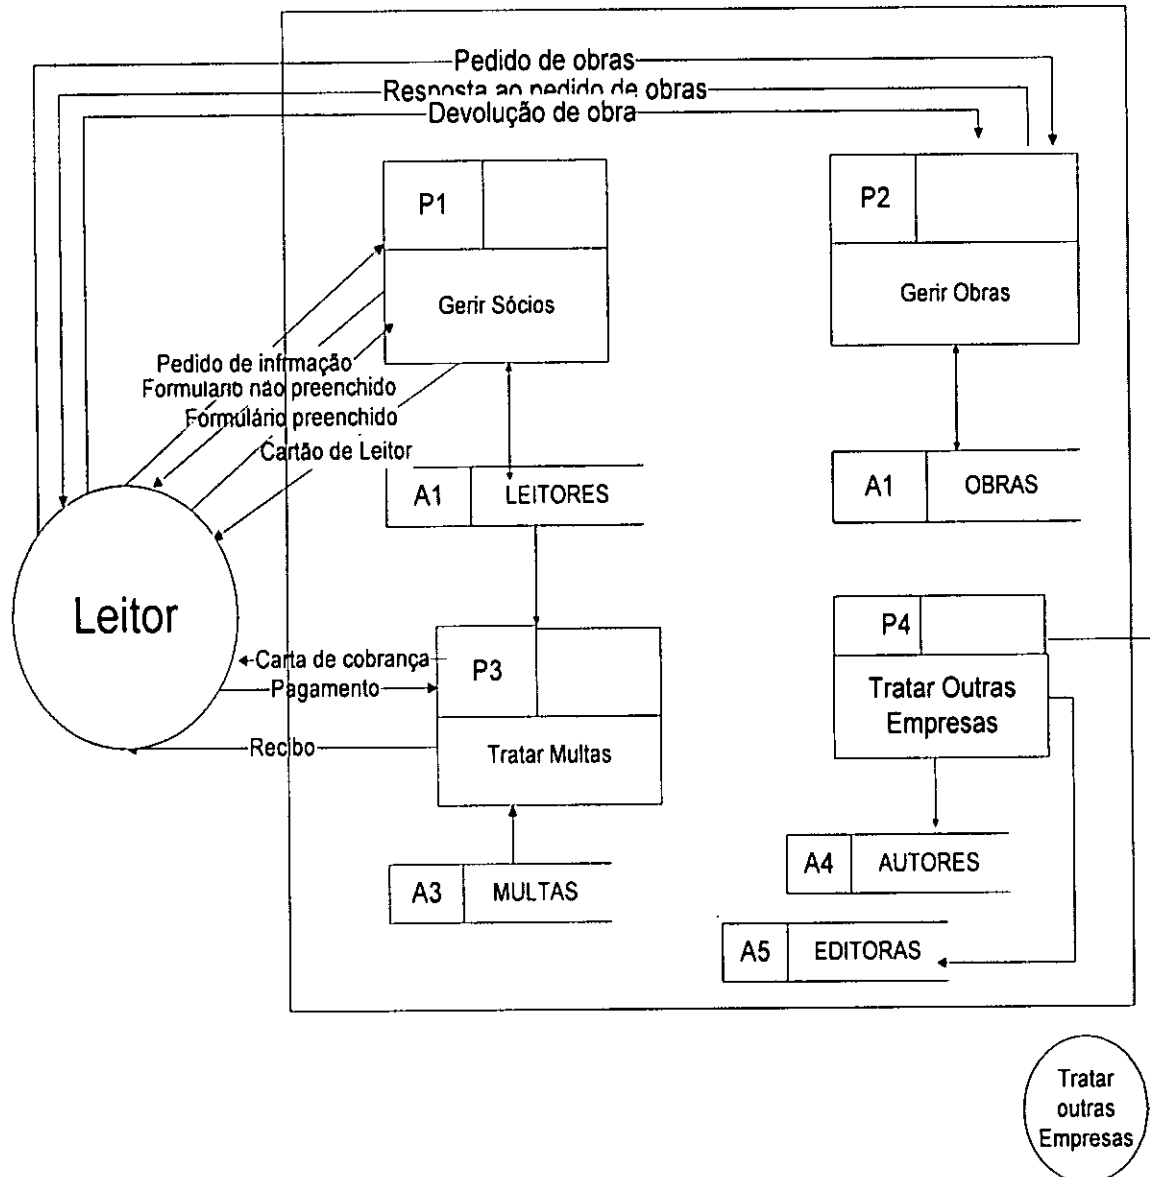 Pedido de obras
Resposta ao pedido de obras
Devolução de obra
P1
P2
Gerir Sócios
Gerir Obras
Pedido de infrmação
Formulário não preenchido
Formulário preenchido
Cartão de Leitor
A1 LEITORES
A1 OBRAS
Leitor
P4
Tratar Outras
Empresas
Carta de cobrança
P3
Pagamento
Recibo
Tratar Multas
A4 AUTORES
A3 MULTAS
A5 EDITORAS
Tratar
outras
Empresas